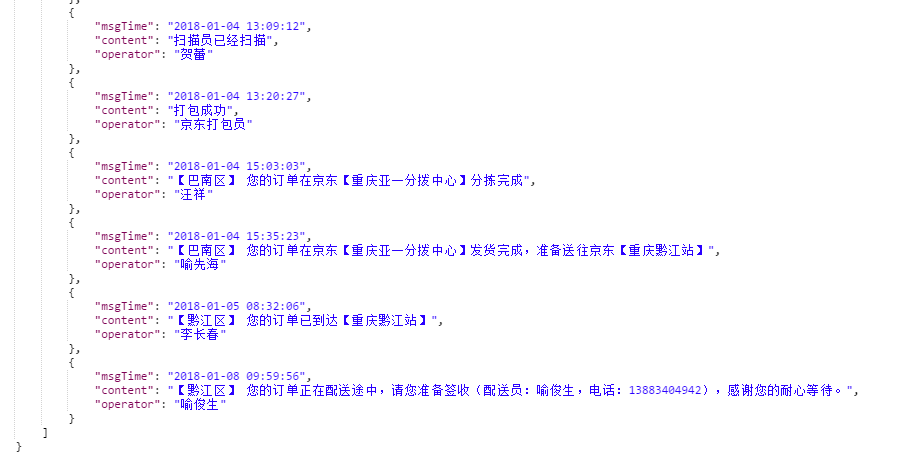 },
{
"msgTime": "2018-01-04 13:09:12",
"content": "扫描员已经扫描",
"operator": "贺蕾"
},
{
"msgTime": "2018-01-04 13:20:27",
"content": "打包成功",
"operator": "京东打包员"
},
{
"msgTime": "2018-01-04 15:03:03",
"content": "【巴南区】 您的订单在京东【重庆亚一分拨中心】分拣完成",
"operator": "汪祥"
},
{
"msgTime": "2018-01-04 15:35:23",
"content": "【巴南区】 您的订单在京东【重庆亚一分拨中心】发货完成，准备送往京东【重庆黔江站】",
"operator": "喻先海"
},
{
"msgTime": "2018-01-05 08:32:06",
"content": "【黔江区】 您的订单已到达【重庆黔江站】",
"operator": "李长春"
},
{
"msgTime": "2018-01-08 09:59:56",
"content": "【黔江区】 您的订单正在配送途中，请您准备签收（配送员：喻俊生，电话：13883404942），感谢您的耐心等待。",
"operator": "喻俊生"
}
]
}